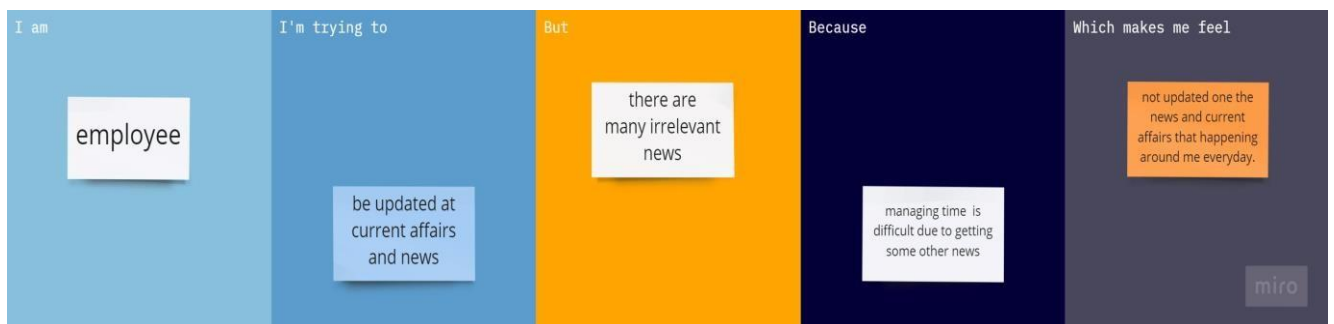 I am
employee
I'm trying to
be updated at
current affairs
and news
But
there are
many irrelevant
news
Because
managing time is
difficult due to getting
some other news
Which makes me feel
not updated one the
news and current
affairs that happening
around me everyday.
miro